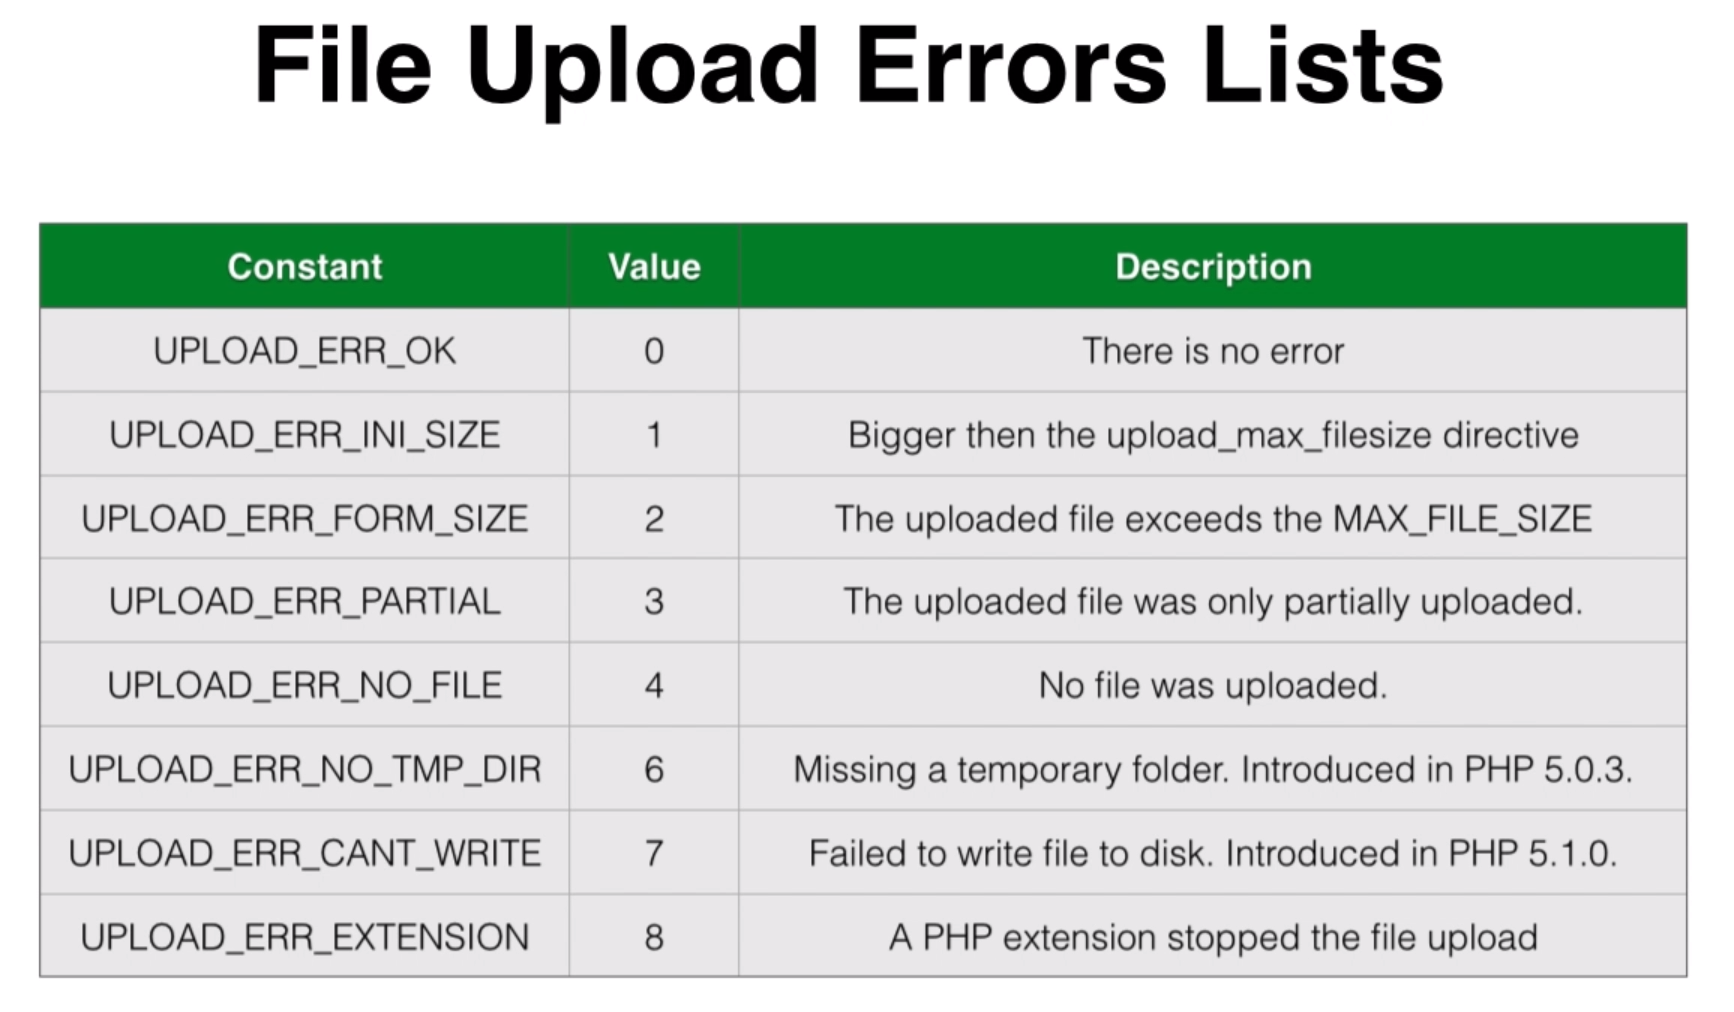 File Upload Errors Lists
Constant Value Description
UPLOAD_ERR_OK 0 There is no error
UPLOAD_ERR_INI_SIZE 1 Bigger then the upload_max_filesize directive
UPLOAD_ERR_FORM_SIZE 2 The uploaded file exceeds the MAX_FILE_SIZE
UPLOAD_ERR_PARTIAL 3 The uploaded file was only partially uploaded.
UPLOAD_ERR_NO_FILE 4 No file was uploaded.
UPLOAD_ERR_NO_TMP_DIR 6 Missing a temporary folder. Introduced in PHP 5.0.3.
UPLOAD_ERR_CANT_WRITE 7 Failed to write file to disk. Introduced in PHP 5.1.0.
UPLOAD_ERR_EXTENSION 8 A PHP extension stopped the file upload